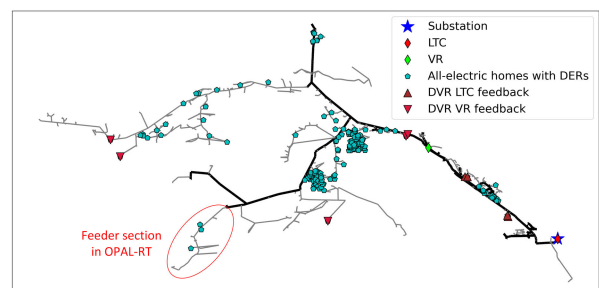 Substation
LTC
VR
All-electric homes with DERs
DVR LTC feedback
DVR VR feedback
Feeder section
in OPAL-RT